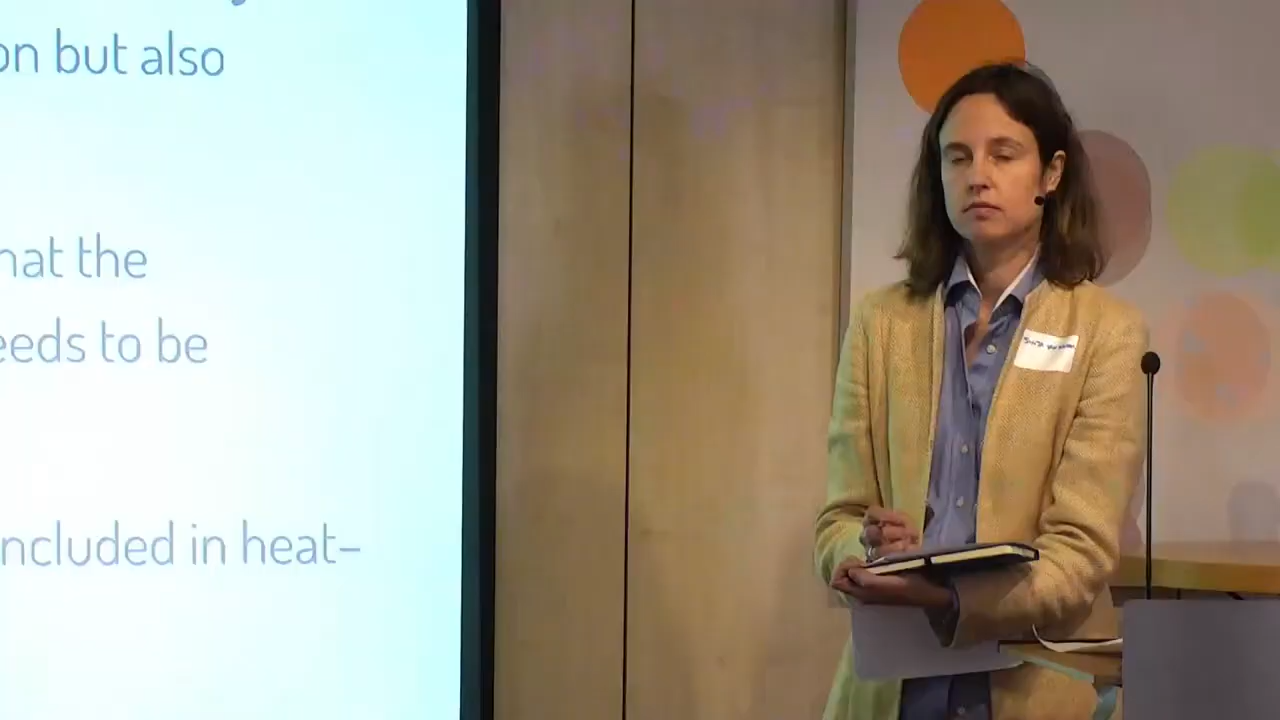 on but also
hat the
eeds to be
ncluded in heat–